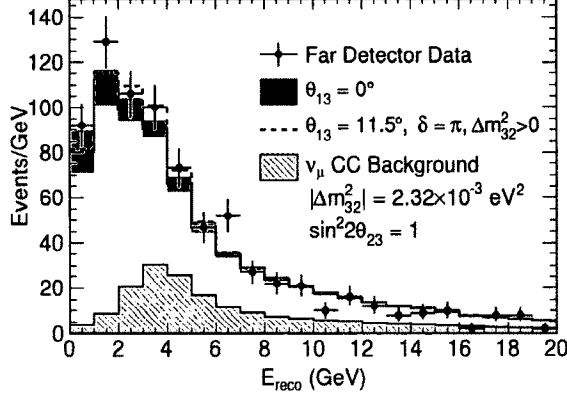 140
120
100
80
60
40
20
0
Events/GeV
Far Detector Data
θ₁₃ = 0°
θ₁₃ = 11.5°, δ = π, Δm²₃₂>0
νμ CC Background
|Δm²₃₂| = 2.32×10⁻³ eV²
sin²2θ₂₃ = 1
0 2 4 6 8 10 12 14 16 18 20
E_reco (GeV)